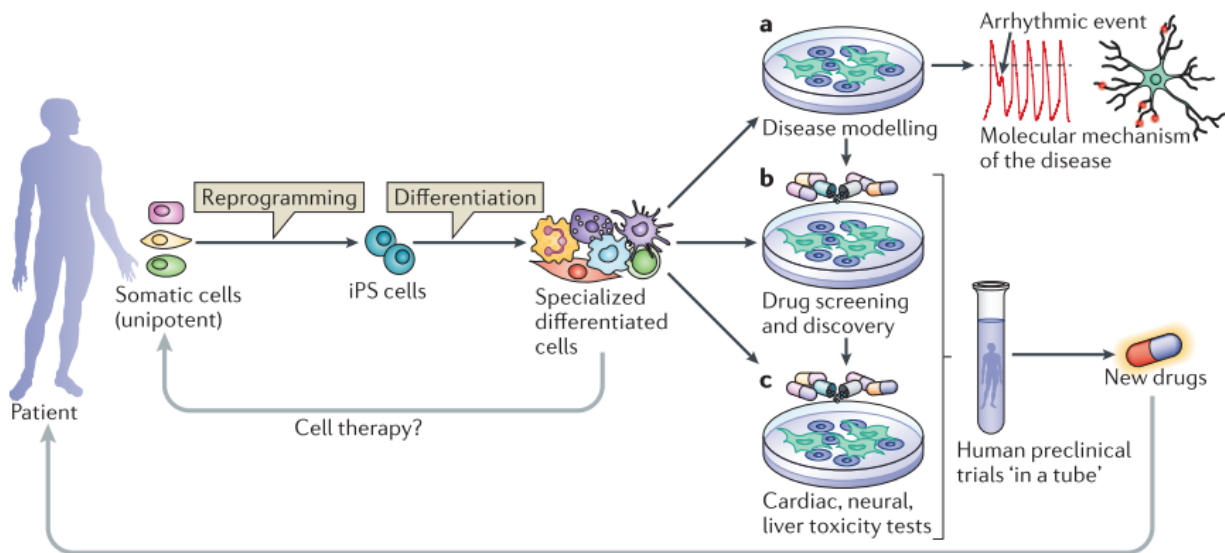 a
Arrhythmic event
Disease modelling
Molecular mechanism
of the disease
Reprogramming
Differentiation
b
Somatic cells
(unipotent)
iPS cells
Specialized
differentiated
cells
Drug screening
and discovery
c
New drugs
Patient
Cell therapy?
Human preclinical
trials ‘in a tube’
Cardiac, neural,
liver toxicity tests